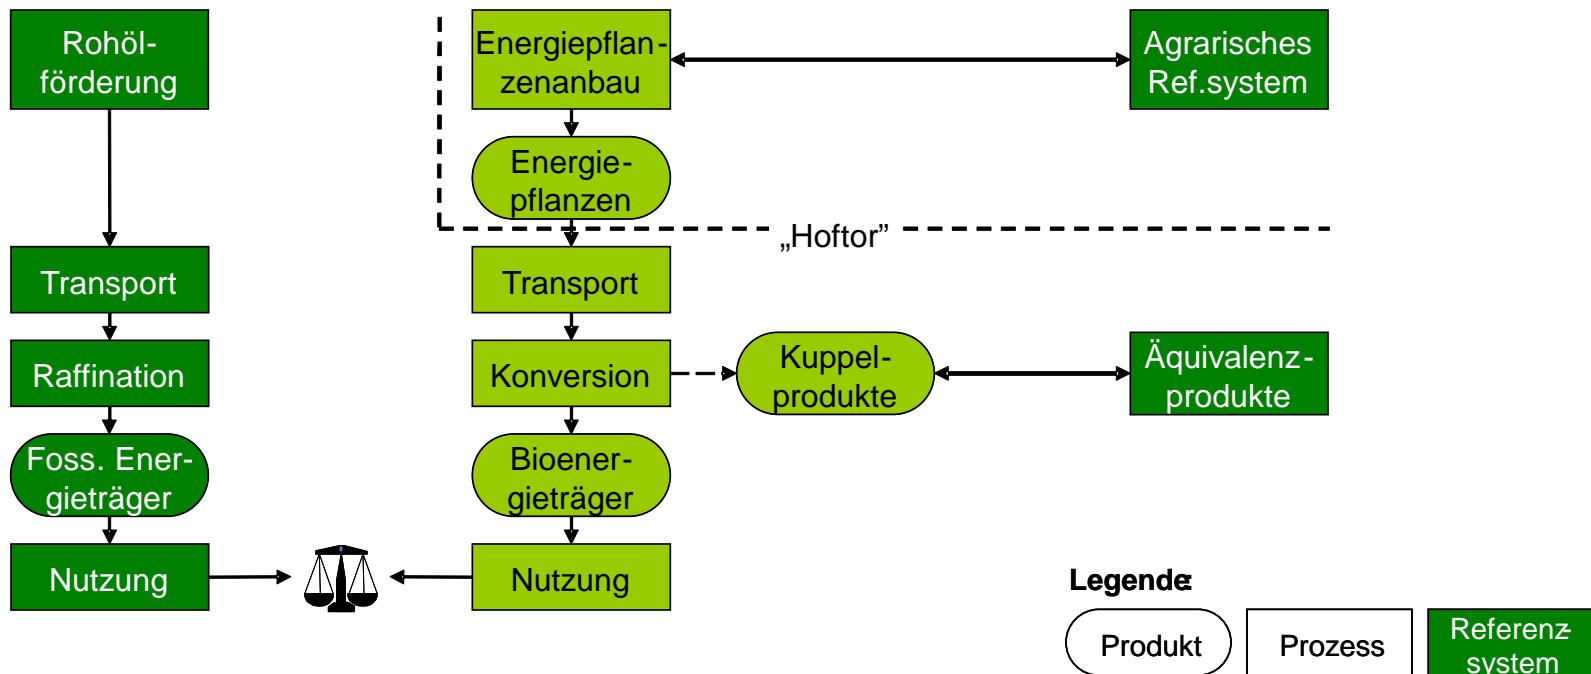 Rohöl-
förderung
Energiepflan-
zenanbau
Agrarisches
Ref.system
Energie-
pflanzen
„Hoftor”
Transport
Transport
Raffination
Konversion
Kuppel-
produkte
Äquivalenz-
produkte
Foss. Ener-
gieträger
Bioener-
gieträger
Nutzung
Nutzung
Legende:
Produkt
Prozess
Referenz-
system